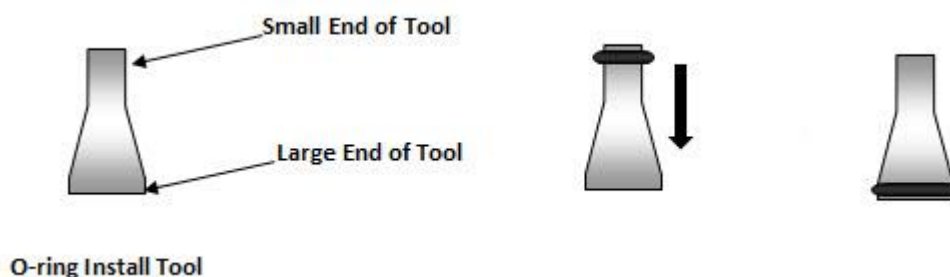 Small End of Tool
Large End of Tool
O-ring Install Tool